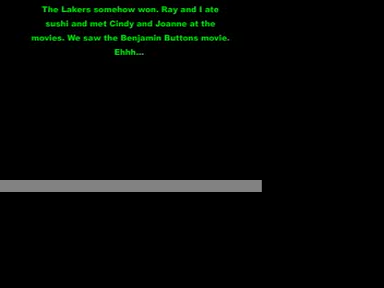 The Lakers somehow won. Ray and I ate
sushi and met Cindy and Joanne at the
movies. We saw the Benjamin Buttons movie.
Ehhh...